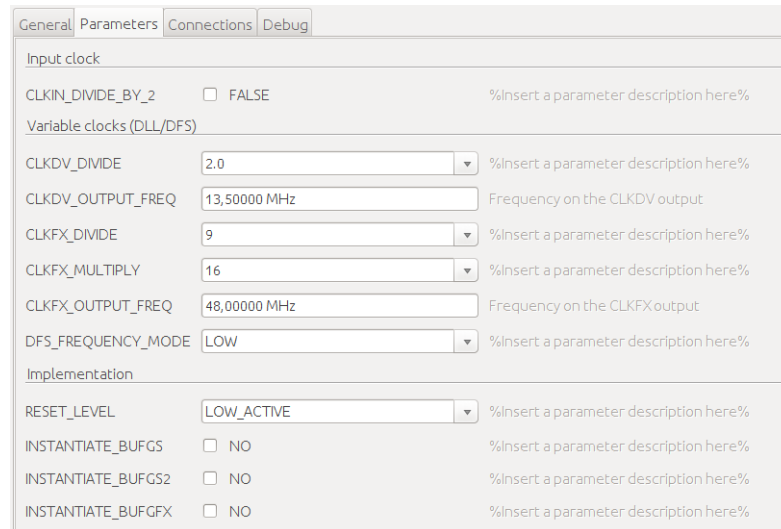 General Parameters Connections Debug
Input clock
CLKIN_DIVIDE_BY_2 FALSE %Insert a parameter description here%
Variable clocks (DLL/DFS)
CLKDV_DIVIDE 2.0 %Insert a parameter description here%
CLKDV_OUTPUT_FREQ 13,50000 MHz Frequency on the CLKDV output
CLKFX_DIVIDE 9 %Insert a parameter description here%
CLKFX_MULTIPLY 16 %Insert a parameter description here%
CLKFX_OUTPUT_FREQ 48,00000 MHz Frequency on the CLKFX output
DFS_FREQUENCY_MODE LOW %Insert a parameter description here%
Implementation
RESET_LEVEL LOW_ACTIVE %Insert a parameter description here%
INSTANTIATE_BUFGS NO %Insert a parameter description here%
INSTANTIATE_BUFGS2 NO %Insert a parameter description here%
INSTANTIATE_BUFGFX NO %Insert a parameter description here%